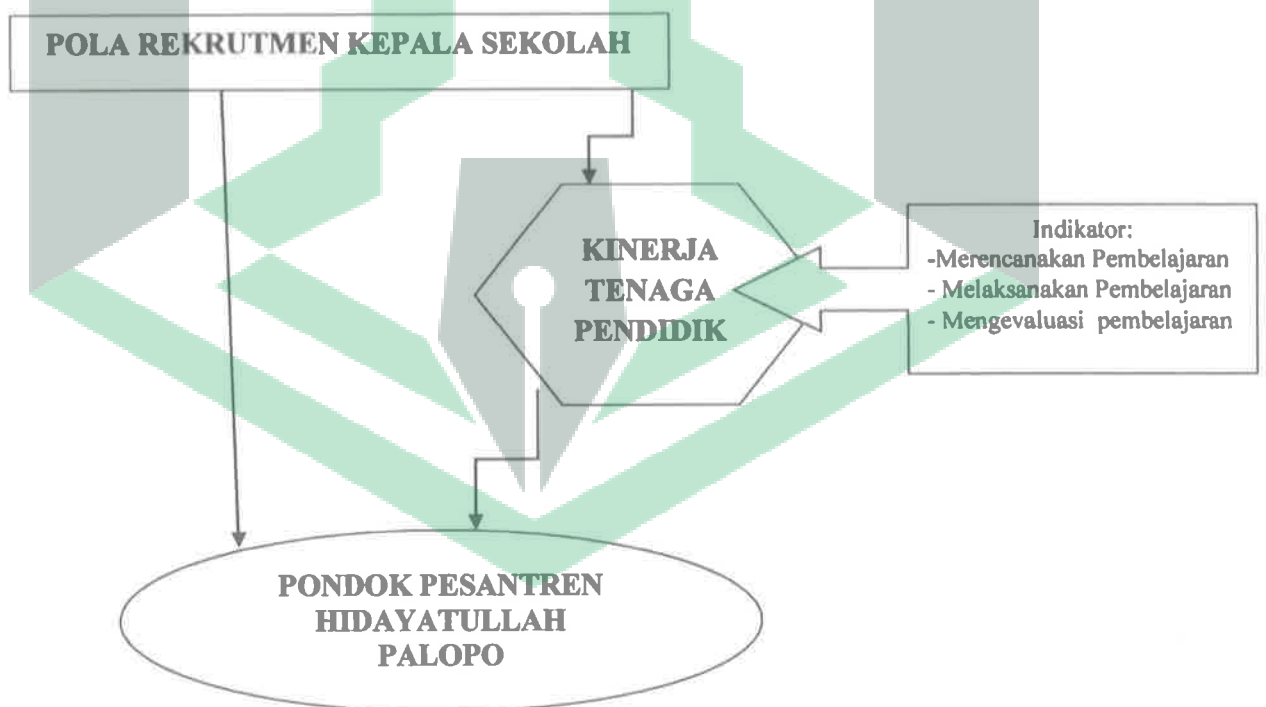 POLA REKRUTMEN KEPALA SEKOLAH
KINERJA
TENAGA
PENDIDIK
Indikator:
-Merencanakan Pembelajaran
- Melaksanakan Pembelajaran
- Mengevaluasi pembelajaran
PONDOK PESANTREN
HIDAYATULLAH
PALOPO